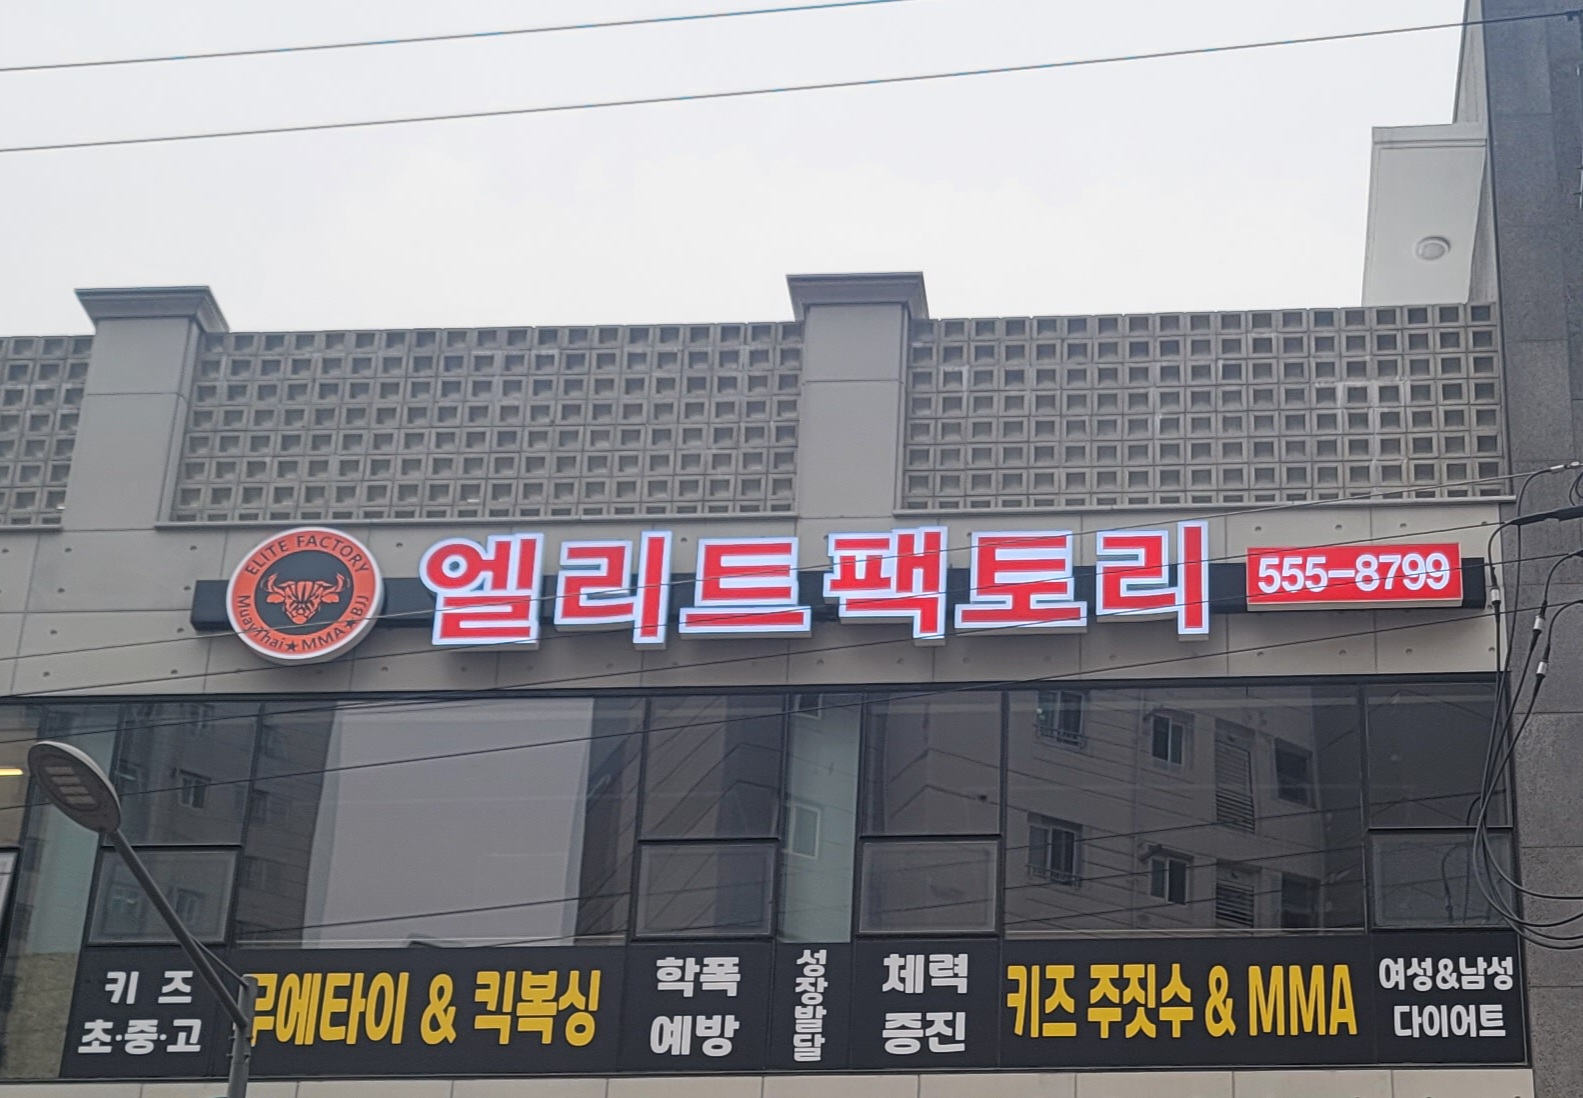 ELITE FACTORY
MuayThai★MMA★BJJ
엘리트팩토리
555-8799
키즈
초·중·고
무에타이 & 킥복싱
학폭
예방
성장발달
체력
증진
키즈 주짓수 & MMA
여성&남성
다이어트